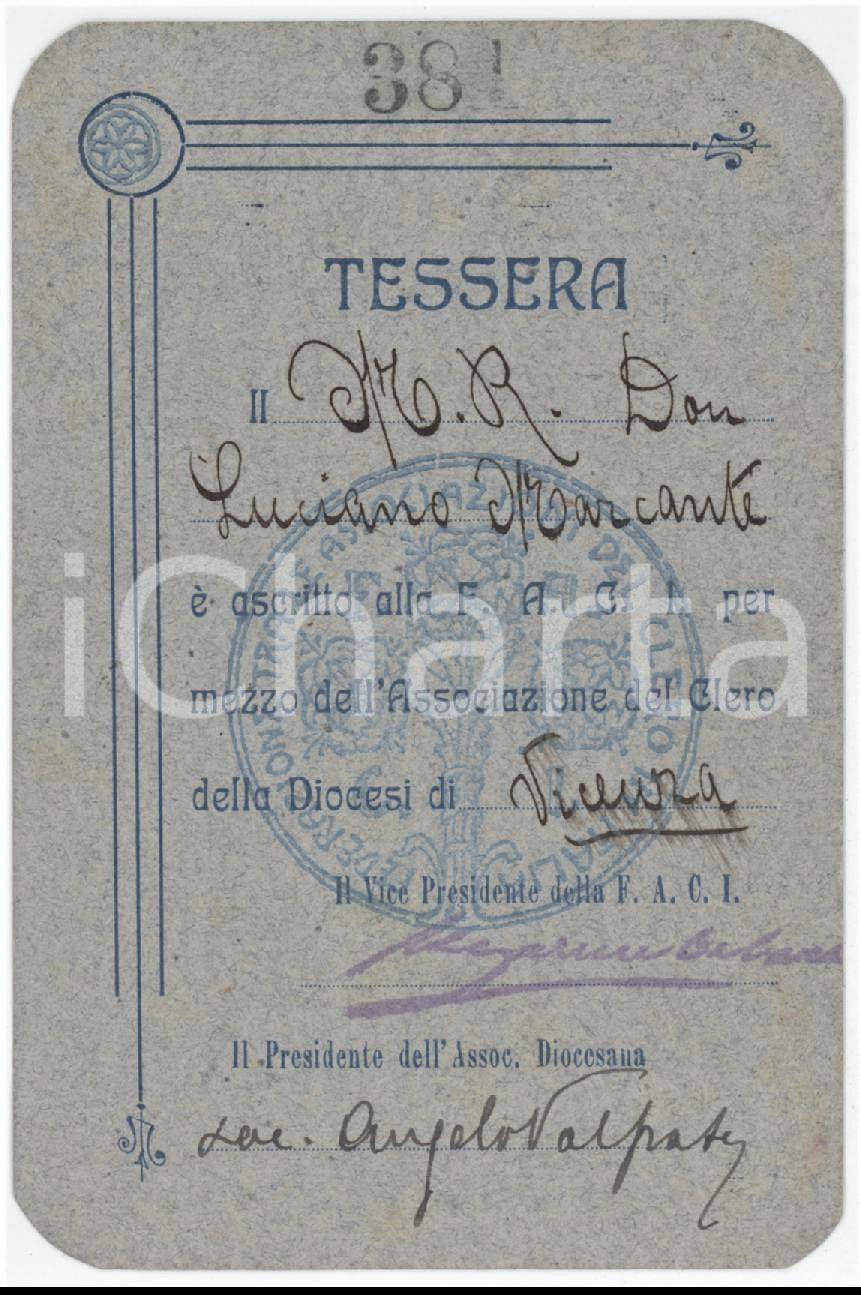 38
TESSERA
Il M. R. Don
Luciano Marcante
è ascritto alla F. A. C. I. per
mezzo dell'Associazione del Clero
della Diocesi di Vicenza
Il Vice Presidente della F. A. C. I.
Il Presidente dell'Assoc. Diocesana
Sac. Angelo
iCharta